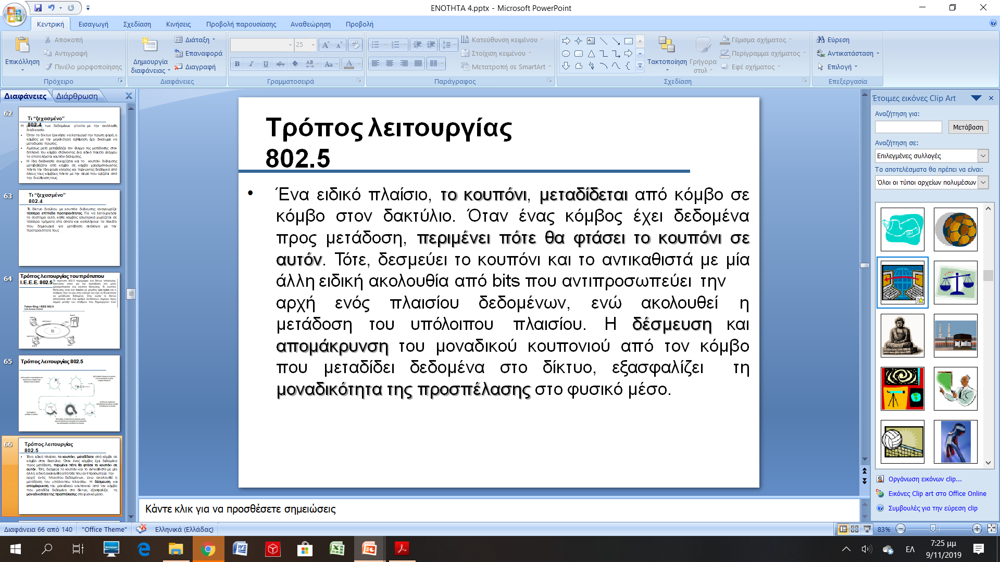 ΕΝΟΤΗΤΑ 4.pptx - Microsoft PowerPoint
Κεντρική
Εισαγωγή
Σχεδίαση
Κινήσεις
Προβολή παρουσίασης
Αναθεώρηση
Προβολή
Επικόλληση
Αποκοπή
Αντιγραφή
Πινέλο μορφοποίησης
Πρόχειρο
Δημιουργία
διαφάνειας
Διάταξη
Επαναφορά
Διαγραφή
Διαφάνειες
25
Γραμματοσειρά
Κατεύθυνση κειμένου
Στοίχιση κειμένου
Μετατροπή σε SmartArt
Παράγραφος
Τακτοποίηση
Γρήγορα
στυλ
Γέμισμα σχήματος
Περίγραμμα σχήματος
Εφέ σχήματος
Σχεδίαση
Εύρεση
Αντικατάσταση
Επιλογή
Επεξεργασία
Διαφάνειες
Διάρθρωση
62
Τι “ξεχασμένο”
802.4
63
Τι “ξεχασμένο”
802.4
64
Τρόπος λειτουργίας του πρότυπου
I.E.E.E. 802.5
Token Ring / IEEE 802.5
65
Τρόπος λειτουργίας 802.5
66
Τρόπος λειτουργίας
802.5
Τρόπος λειτουργίας
802.5
• Ένα ειδικό πλαίσιο, το κουπόνι, μεταδίδεται από κόμβο σε
κόμβο στον δακτύλιο. Όταν ένας κόμβος έχει δεδομένα
προς μετάδοση, περιμένει πότε θα φτάσει το κουπόνι σε
αυτόν. Τότε, δεσμεύει το κουπόνι και το αντικαθιστά με μία
άλλη ειδική ακολουθία από bits που αντιπροσωπεύει την
αρχή ενός πλαισίου δεδομένων, ενώ ακολουθεί η
μετάδοση του υπόλοιπου πλαισίου. Η δέσμευση και
απομάκρυνση του μοναδικού κουπονιού από τον κόμβο
που μεταδίδει δεδομένα στο δίκτυο, εξασφαλίζει τη
μοναδικότητα της προσπέλασης στο φυσικό μέσο.
Κάντε κλικ για να προσθέσετε σημειώσεις
Έτοιμες εικόνες Clip Art
Αναζήτηση για:
Μετάβαση
Αναζήτηση σε:
Επιλεγμένες συλλογές
Τα αποτελέσματα θα πρέπει να είναι:
Όλοι οι τύποι αρχείων πολυμέσων
Οργάνωση εικόνων clip...
Εικόνες Clip art στο Office Online
Συμβουλές για την εύρεση clip
Διαφάνεια 66 από 140
"Office Theme"
Ελληνικά (Ελλάδας)
83%
ΕΛ
7:25 μμ
9/11/2019